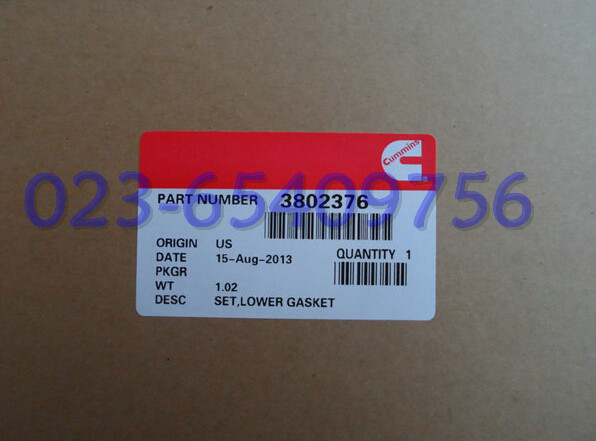 Cummins
023-65409756
PART NUMBER 3802376
ORIGIN US
DATE 15-Aug-2013
QUANTITY 1
PKGR
WT 1.02
DESC SET,LOWER GASKET